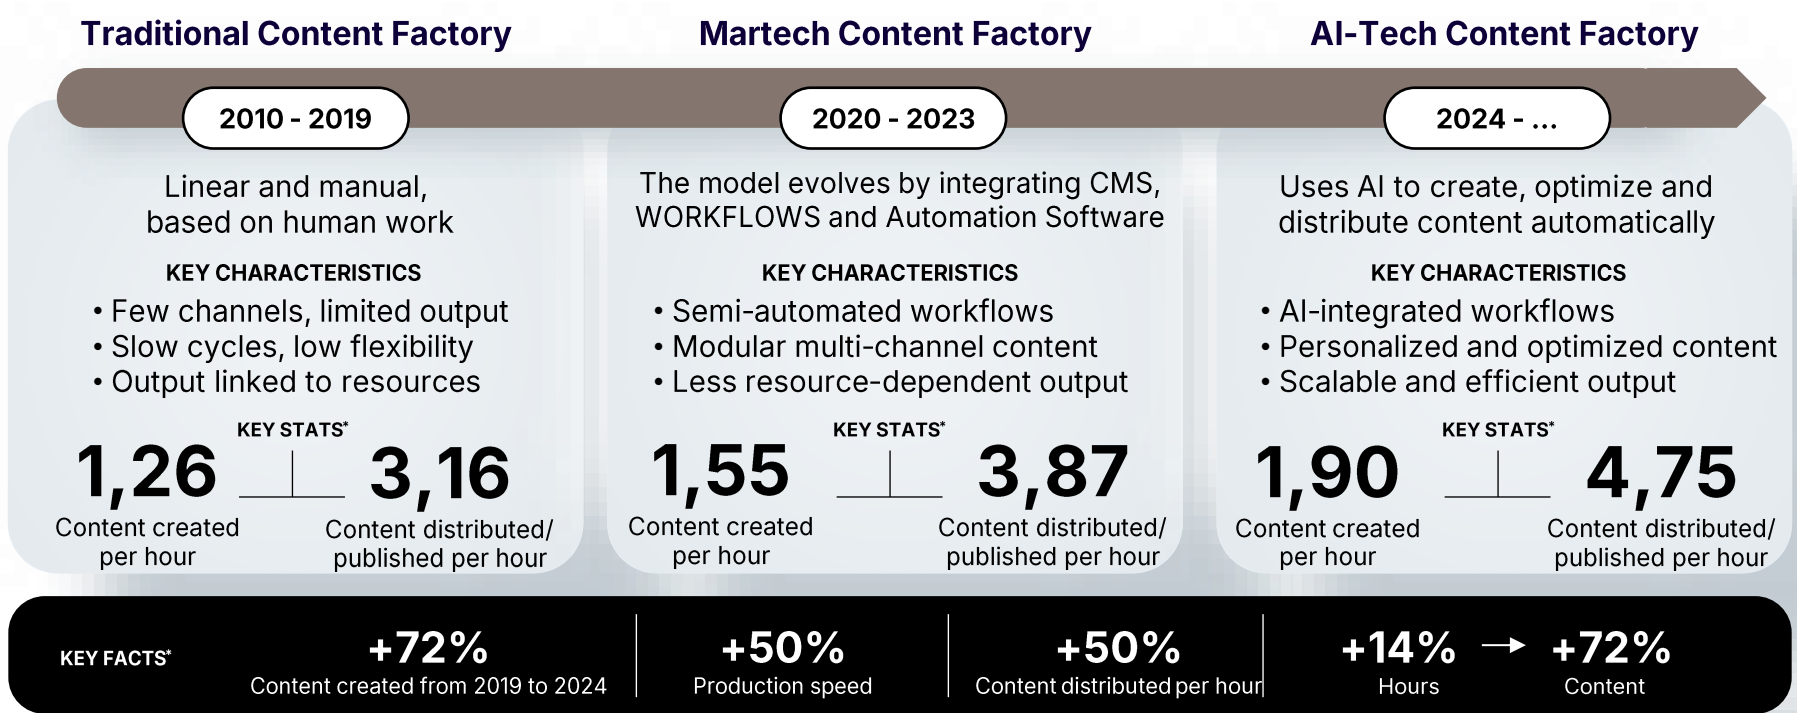 Traditional Content Factory
2010 - 2019
Linear and manual,
based on human work
KEY CHARACTERISTICS
• Few channels, limited output
• Slow cycles, low flexibility
• Output linked to resources
KEY STATS*
1,26
Content created
per hour
3,16
Content distributed/
published per hour
Martech Content Factory
2020 - 2023
The model evolves by integrating CMS,
WORKFLOWS and Automation Software
KEY CHARACTERISTICS
• Semi-automated workflows
• Modular multi-channel content
• Less resource-dependent output
KEY STATS*
1,55
Content created
per hour
3,87
Content distributed/
published per hour
AI-Tech Content Factory
2024 - ...
Uses AI to create, optimize and
distribute content automatically
KEY CHARACTERISTICS
• AI-integrated workflows
• Personalized and optimized content
• Scalable and efficient output
KEY STATS*
1,90
Content created
per hour
4,75
Content distributed/
published per hour
KEY FACTS*
+72%
Content created from 2019 to 2024
+50%
Production speed
+50%
Content distributed per hour
+14%
Hours
+72%
Content